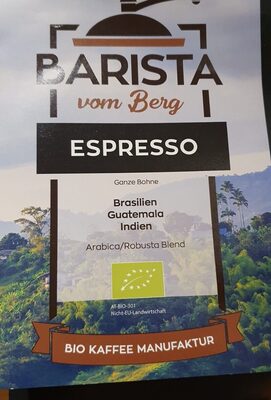 BARISTA
vom Berg
ESPRESSO
Ganze Bohne
Brasilien
Guatemala
Indien
Arabica/Robusta Blend
AT-BIO-301
Nicht-EU-Landwirtschaft
BIO KAFFEE MANUFAKTUR